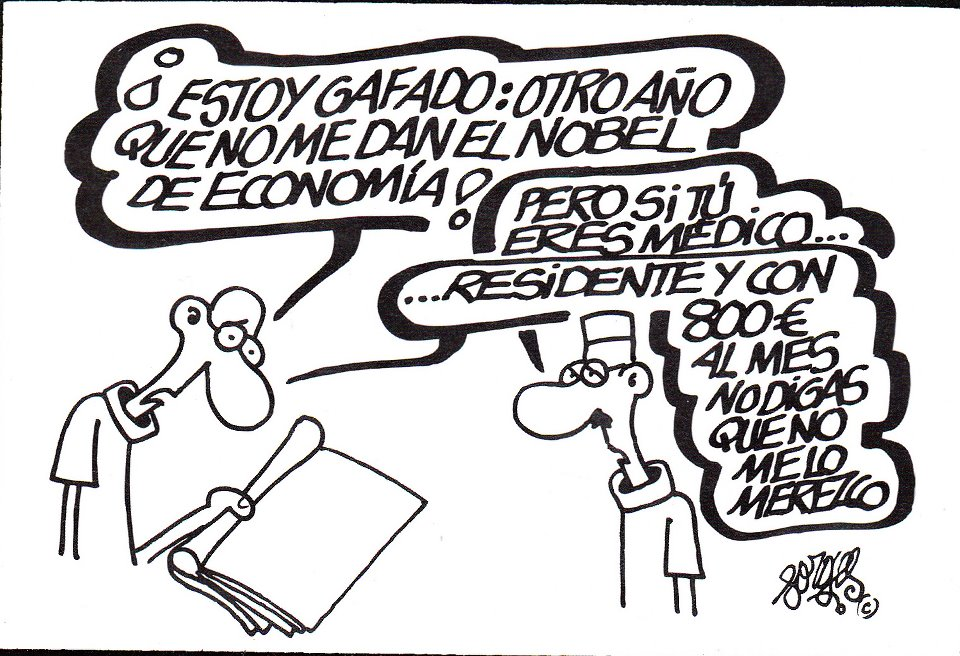 ¡ESTOY GAFADO: OTRO AÑO
QUE NO ME DAN EL NOBEL
DE ECONOMÍA!
PERO SI TÚ
ERES MÉDICO...
...RESIDENTE Y CON
800€
AL MES
NO DIGAS
QUE NO
ME LO
MEREZCO
forges
©